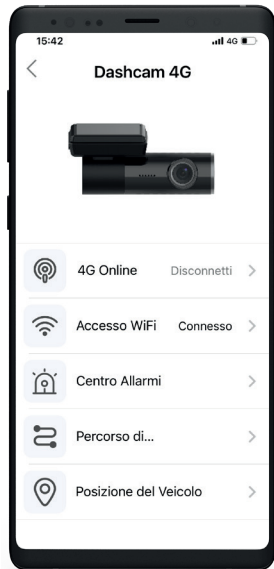 15:42
4G
Dashcam 4G
4G Online Disconnetti
Accesso WiFi Connesso
Centro Allarmi
Percorso di...
Posizione del Veicolo